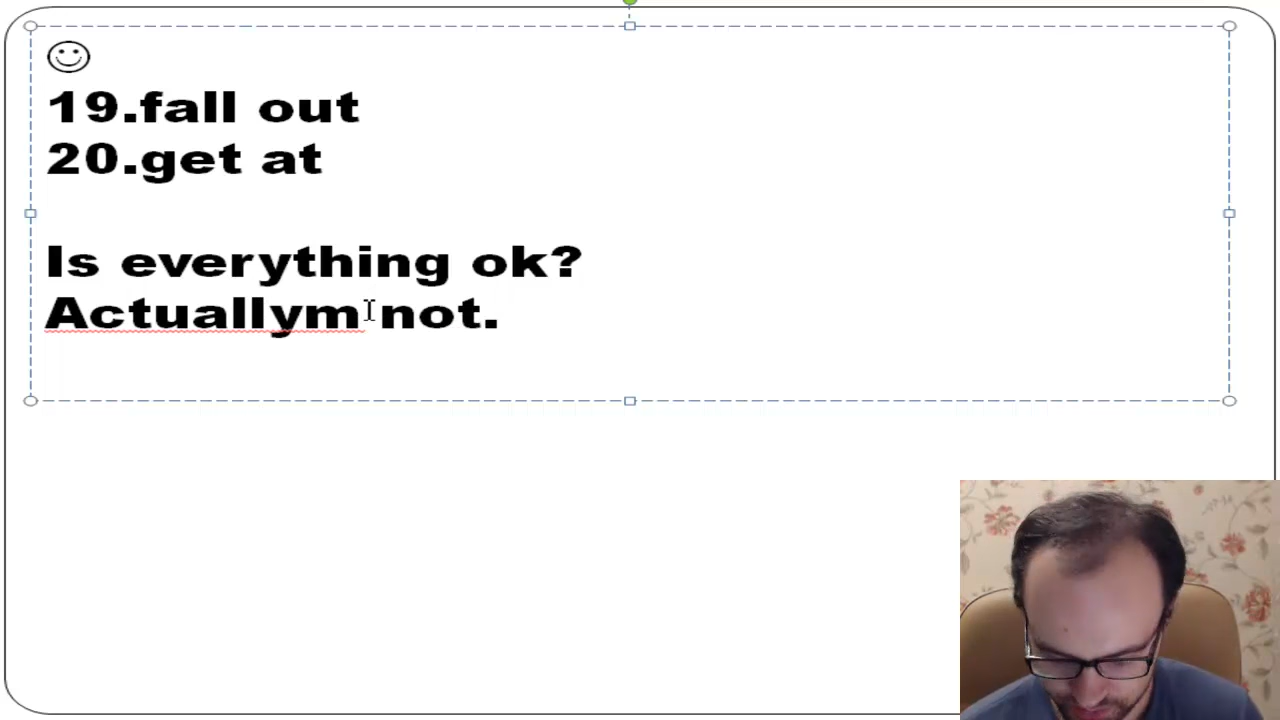 19.fall out
20.get at
Is everything ok?
Actuallym not.